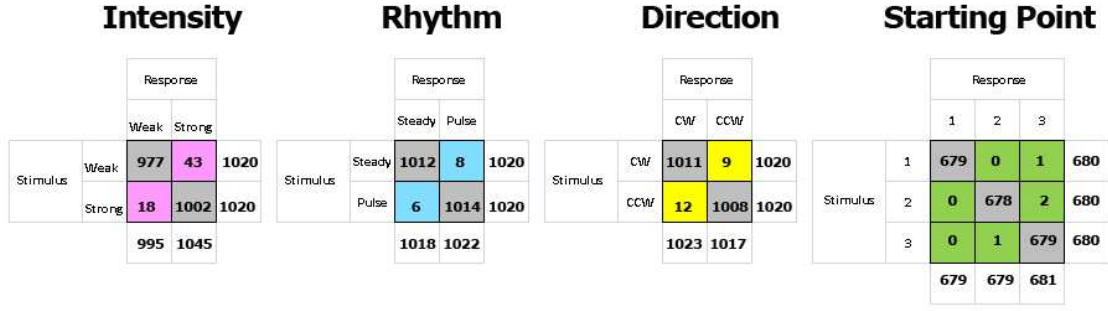 Intensity Rhythm Direction Starting Point
Response Response Response Response
Weak Strong Steady Pulse CW CCW 1 2 3
Weak 977 43 1020 Steady 1012 8 1020 CW 1011 9 1020 1 679 0 1 680
Stimulus Stimulus Stimulus Stimulus 2 0 678 2 680
Strong 18 1002 1020 Pulse 6 1014 1020 CCW 12 1008 1020
995 1045 1018 1022 1023 1017 3 0 1 679 680
679 679 681